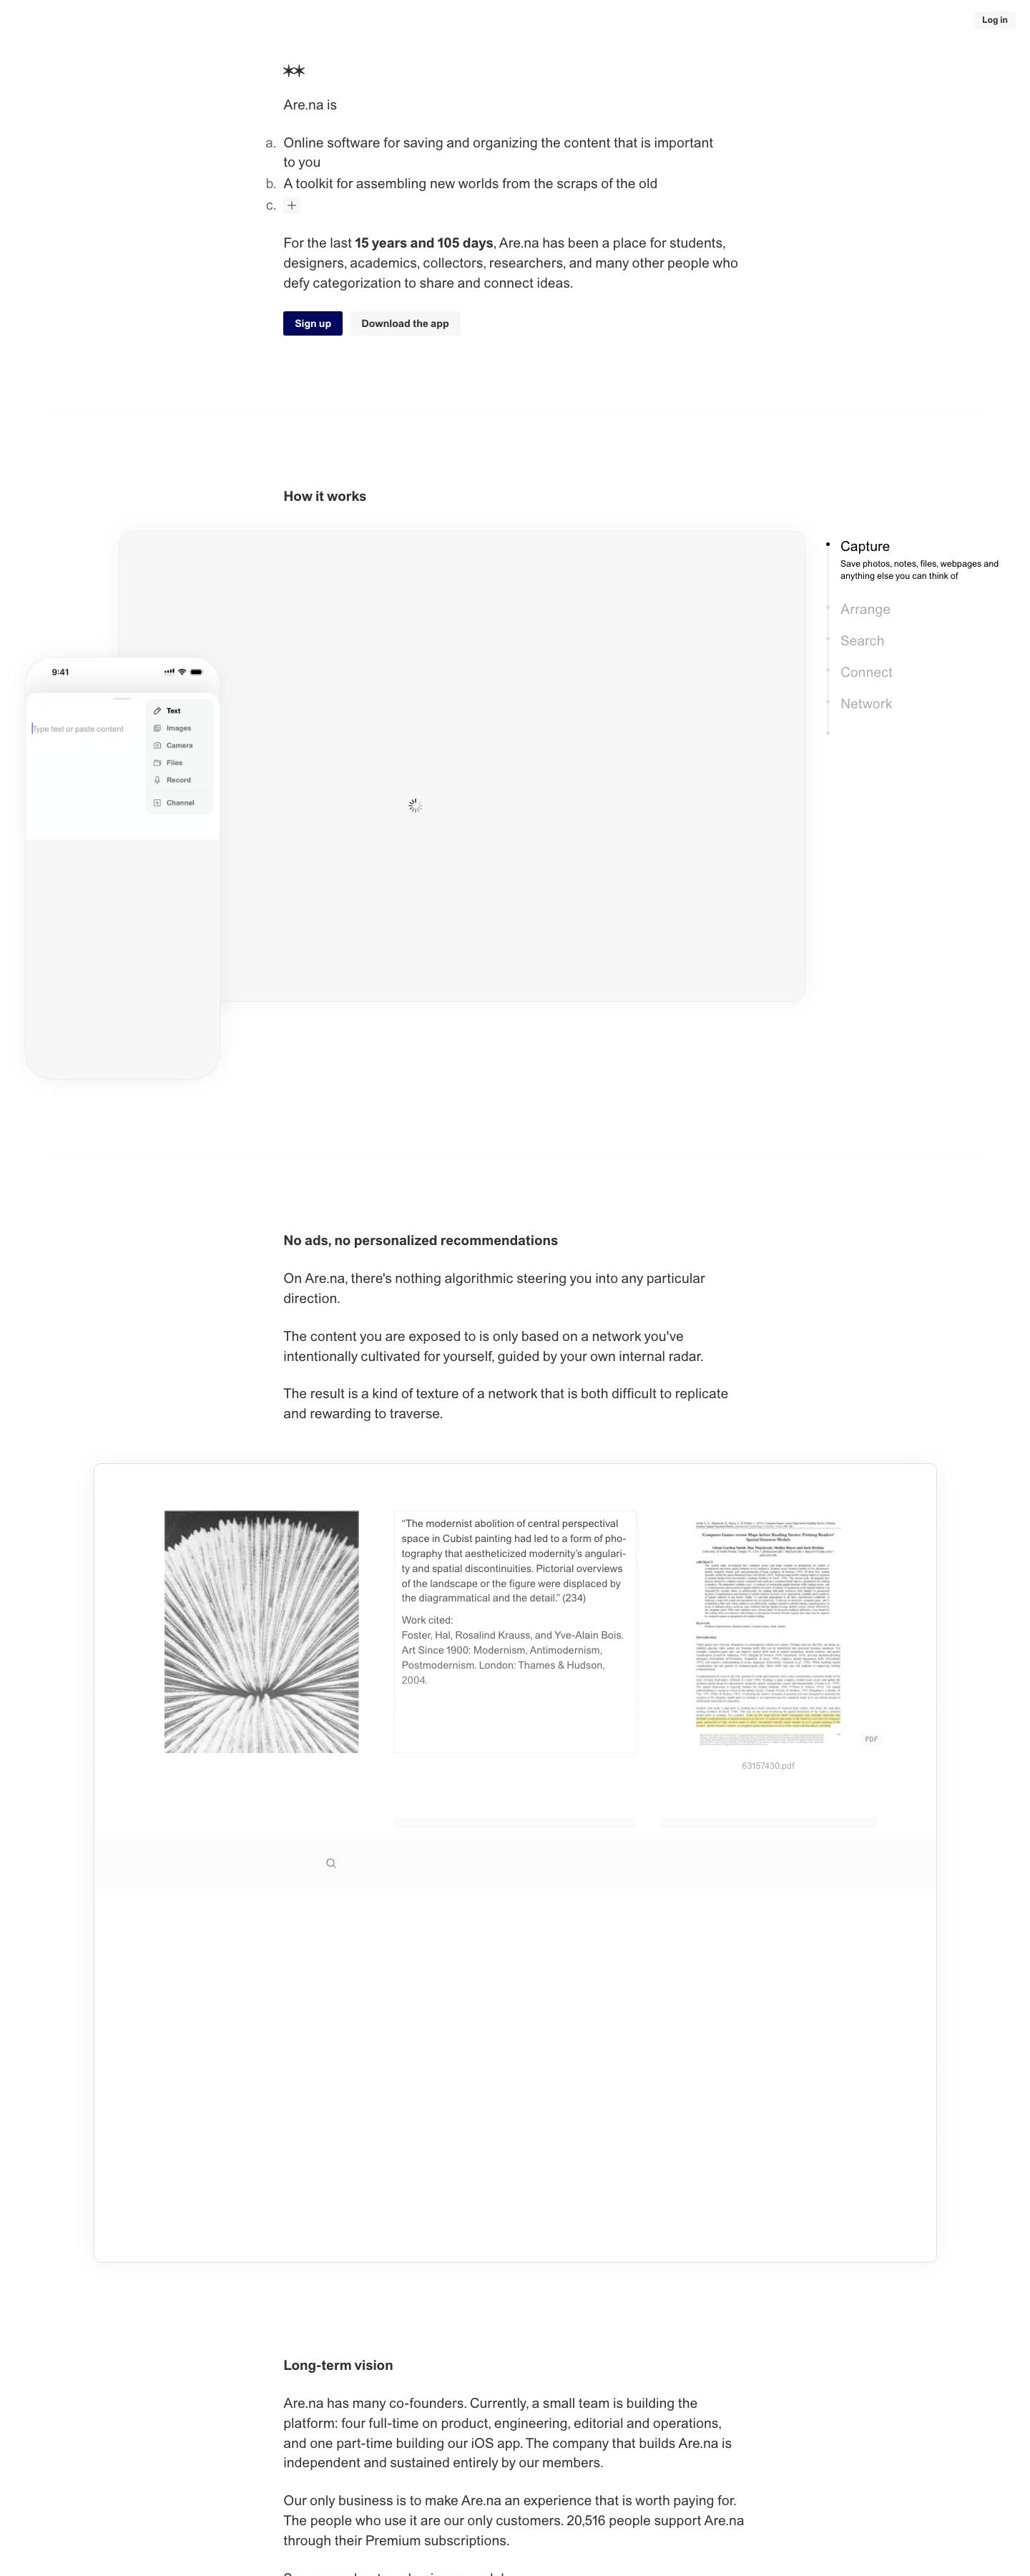 Log in
**
Are.na is
a. Online software for saving and organizing the content that is important
to you
b. A toolkit for assembling new worlds from the scraps of the old
c. +
For the last 15 years and 105 days, Are.na has been a place for students,
designers, academics, collectors, researchers, and many other people who
defy categorization to share and connect ideas.
Sign up
Download the app
How it works
Capture
Save photos, notes, files, webpages and
anything else you can think of
Arrange
Search
Connect
Network
9:41
Type text or paste content
Text
Images
Camera
Files
Record
Channel
No ads, no personalized recommendations
On Are.na, there's nothing algorithmic steering you into any particular
direction.
The content you are exposed to is only based on a network you've
intentionally cultivated for yourself, guided by your own internal radar.
The result is a kind of texture of a network that is both difficult to replicate
and rewarding to traverse.
“The modernist abolition of central perspectival
space in Cubist painting had led to a form of pho-
tography that aestheticized modernity’s angulari-
ty and spatial discontinuities. Pictorial overviews
of the landscape or the figure were displaced by
the diagrammatical and the detail.” (234)
Work cited:
Foster, Hal, Rosalind Krauss, and Yve-Alain Bois.
Art Since 1900: Modernism, Antimodernism,
Postmodernism. London: Thames & Hudson,
2004.
Computer Games versus Maps before Reading Stories: Priming Readers'
Spatial Situation Models
ABSTRACT
Introduction
PDF
63157430.pdf
Long-term vision
Are.na has many co-founders. Currently, a small team is building the
platform: four full-time on product, engineering, editorial and operations,
and one part-time building our iOS app. The company that builds Are.na is
independent and sustained entirely by our members.
Our only business is to make Are.na an experience that is worth paying for.
The people who use it are our only customers. 20,516 people support Are.na
through their Premium subscriptions.